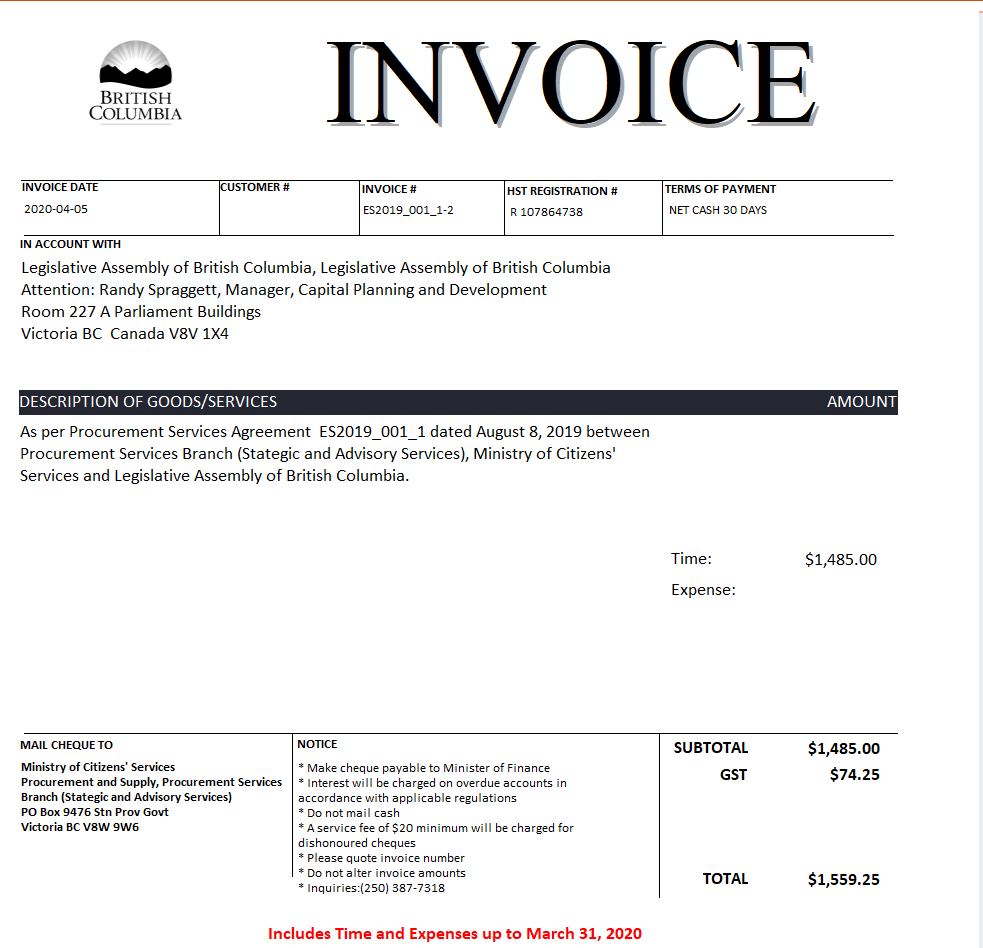 BRITISH
COLUMBIA
INVOICE
INVOICE DATE
2020-04-05
CUSTOMER #
INVOICE #
ES2019_001_1-2
HST REGISTRATION #
R 107864738
TERMS OF PAYMENT
NET CASH 30 DAYS
IN ACCOUNT WITH
Legislative Assembly of British Columbia, Legislative Assembly of British Columbia
Attention: Randy Spraggett, Manager, Capital Planning and Development
Room 227 A Parliament Buildings
Victoria BC  Canada V8V 1X4
DESCRIPTION OF GOODS/SERVICES AMOUNT
As per Procurement Services Agreement  ES2019_001_1 dated August 8, 2019 between
Procurement Services Branch (Stategic and Advisory Services), Ministry of Citizens'
Services and Legislative Assembly of British Columbia.
Time: $1,485.00
Expense:
MAIL CHEQUE TO
Ministry of Citizens' Services
Procurement and Supply, Procurement Services
Branch (Stategic and Advisory Services)
PO Box 9476 Stn Prov Govt
Victoria BC V8W 9W6
NOTICE
* Make cheque payable to Minister of Finance
* Interest will be charged on overdue accounts in
accordance with applicable regulations
* Do not mail cash
* A service fee of $20 minimum will be charged for
dishonoured cheques
* Please quote invoice number
* Do not alter invoice amounts
* Inquiries:(250) 387-7318
SUBTOTAL $1,485.00
GST $74.25
TOTAL $1,559.25
Includes Time and Expenses up to March 31, 2020